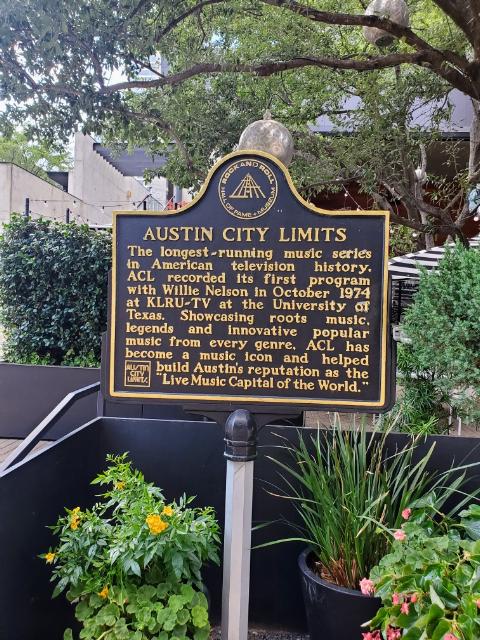 ROCK AND ROLL
HALL OF FAME + MUSEUM
AUSTIN CITY LIMITS
The longest-running music series
in American television history,
ACL recorded its first program
with Willie Nelson in October 1974
at KLRU-TV at the University of
Texas. Showcasing roots music,
legends and innovative popular
music from every genre, ACL has
become a music icon and helped
build Austin's reputation as the
"Live Music Capital of the World."
AUSTIN
CITY
LIMITS